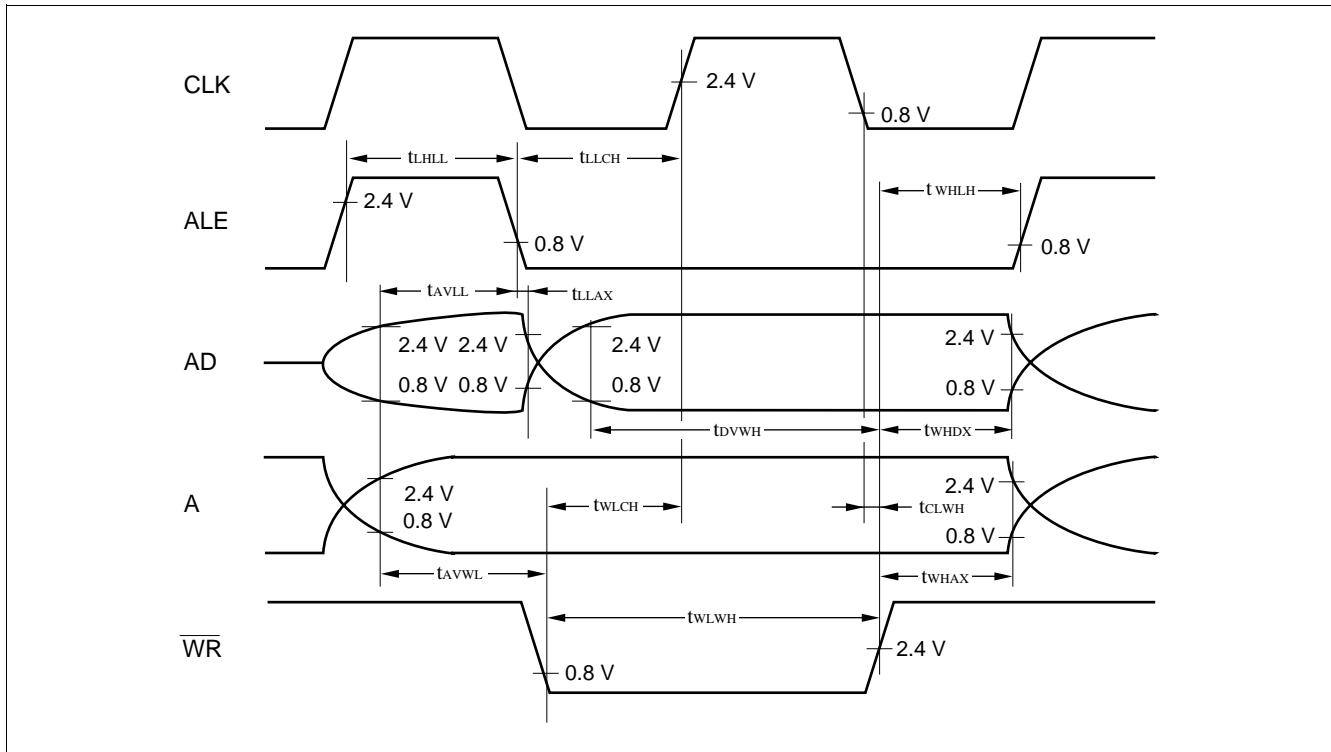 CLK
2.4 V
0.8 V
tLHLL
tLLCH
tWHLH
ALE
2.4 V
0.8 V
0.8 V
tAVLL
tLLAX
AD
2.4 V 2.4 V
2.4 V
2.4 V
0.8 V 0.8 V
0.8 V
0.8 V
tDVWH
tWHDX
A
2.4 V
0.8 V
tWLCH
tCLWH
2.4 V
0.8 V
tAVWL
tWHAX
WR
tWLWH
0.8 V
2.4 V